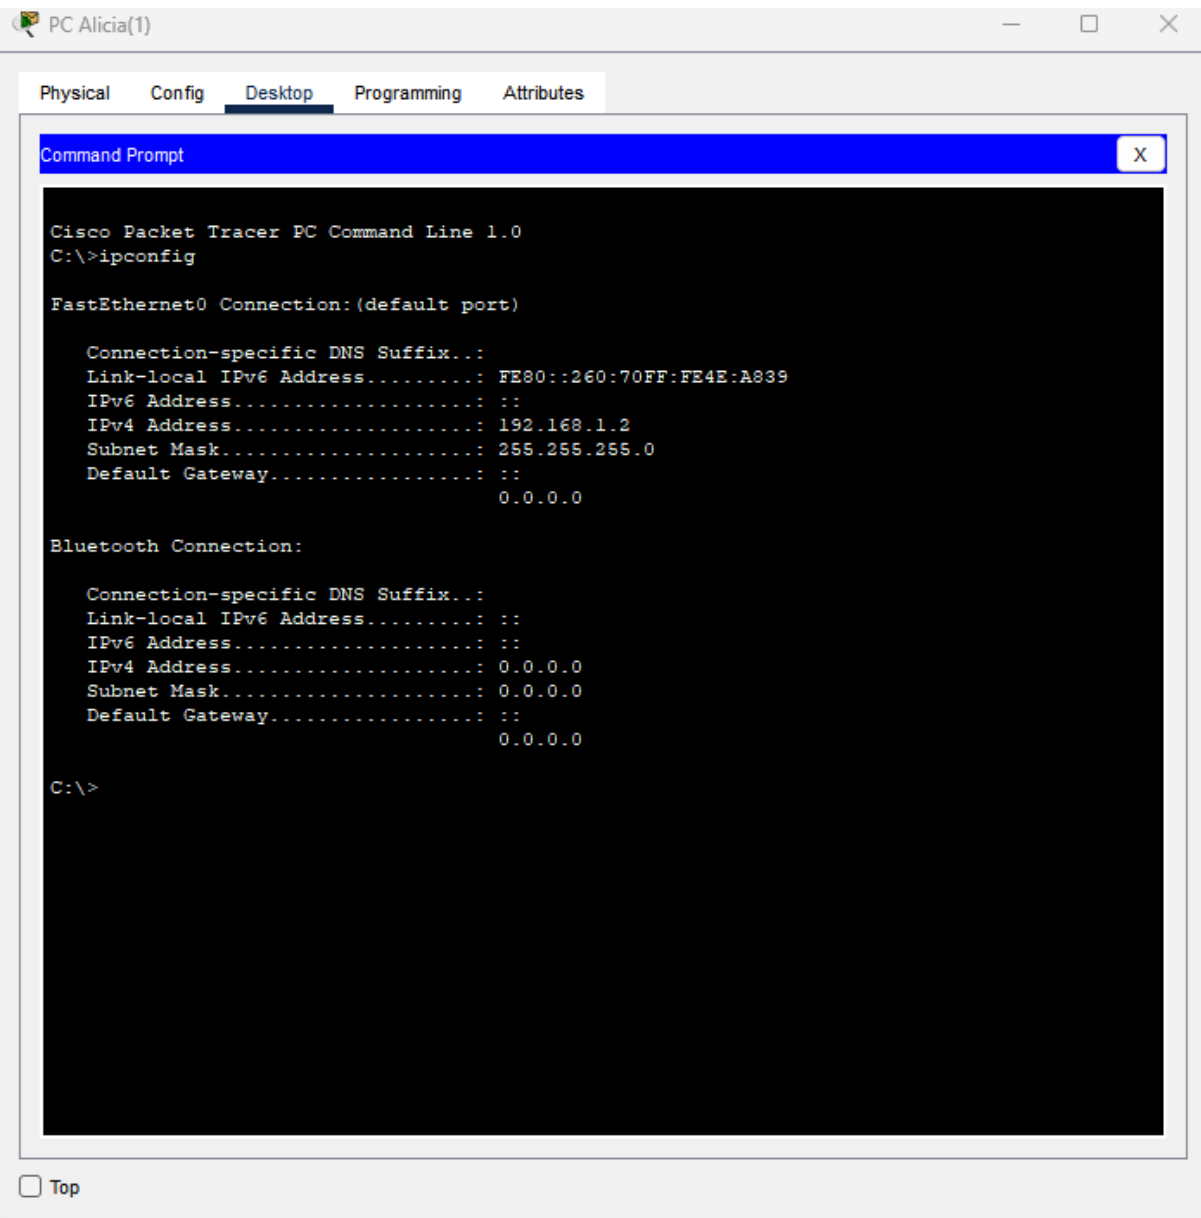 PC Alicia(1)
Physical Config Desktop Programming Attributes
Command Prompt X
Cisco Packet Tracer PC Command Line 1.0
C:\>ipconfig
FastEthernet0 Connection:(default port)
Connection-specific DNS Suffix..:
Link-local IPv6 Address.........: FE80::260:70FF:FE4E:A839
IPv6 Address....................: ::
IPv4 Address....................: 192.168.1.2
Subnet Mask.....................: 255.255.255.0
Default Gateway.................: ::
0.0.0.0
Bluetooth Connection:
Connection-specific DNS Suffix..:
Link-local IPv6 Address.........: ::
IPv6 Address....................: ::
IPv4 Address....................: 0.0.0.0
Subnet Mask.....................: 0.0.0.0
Default Gateway.................: ::
0.0.0.0
C:\>
Top